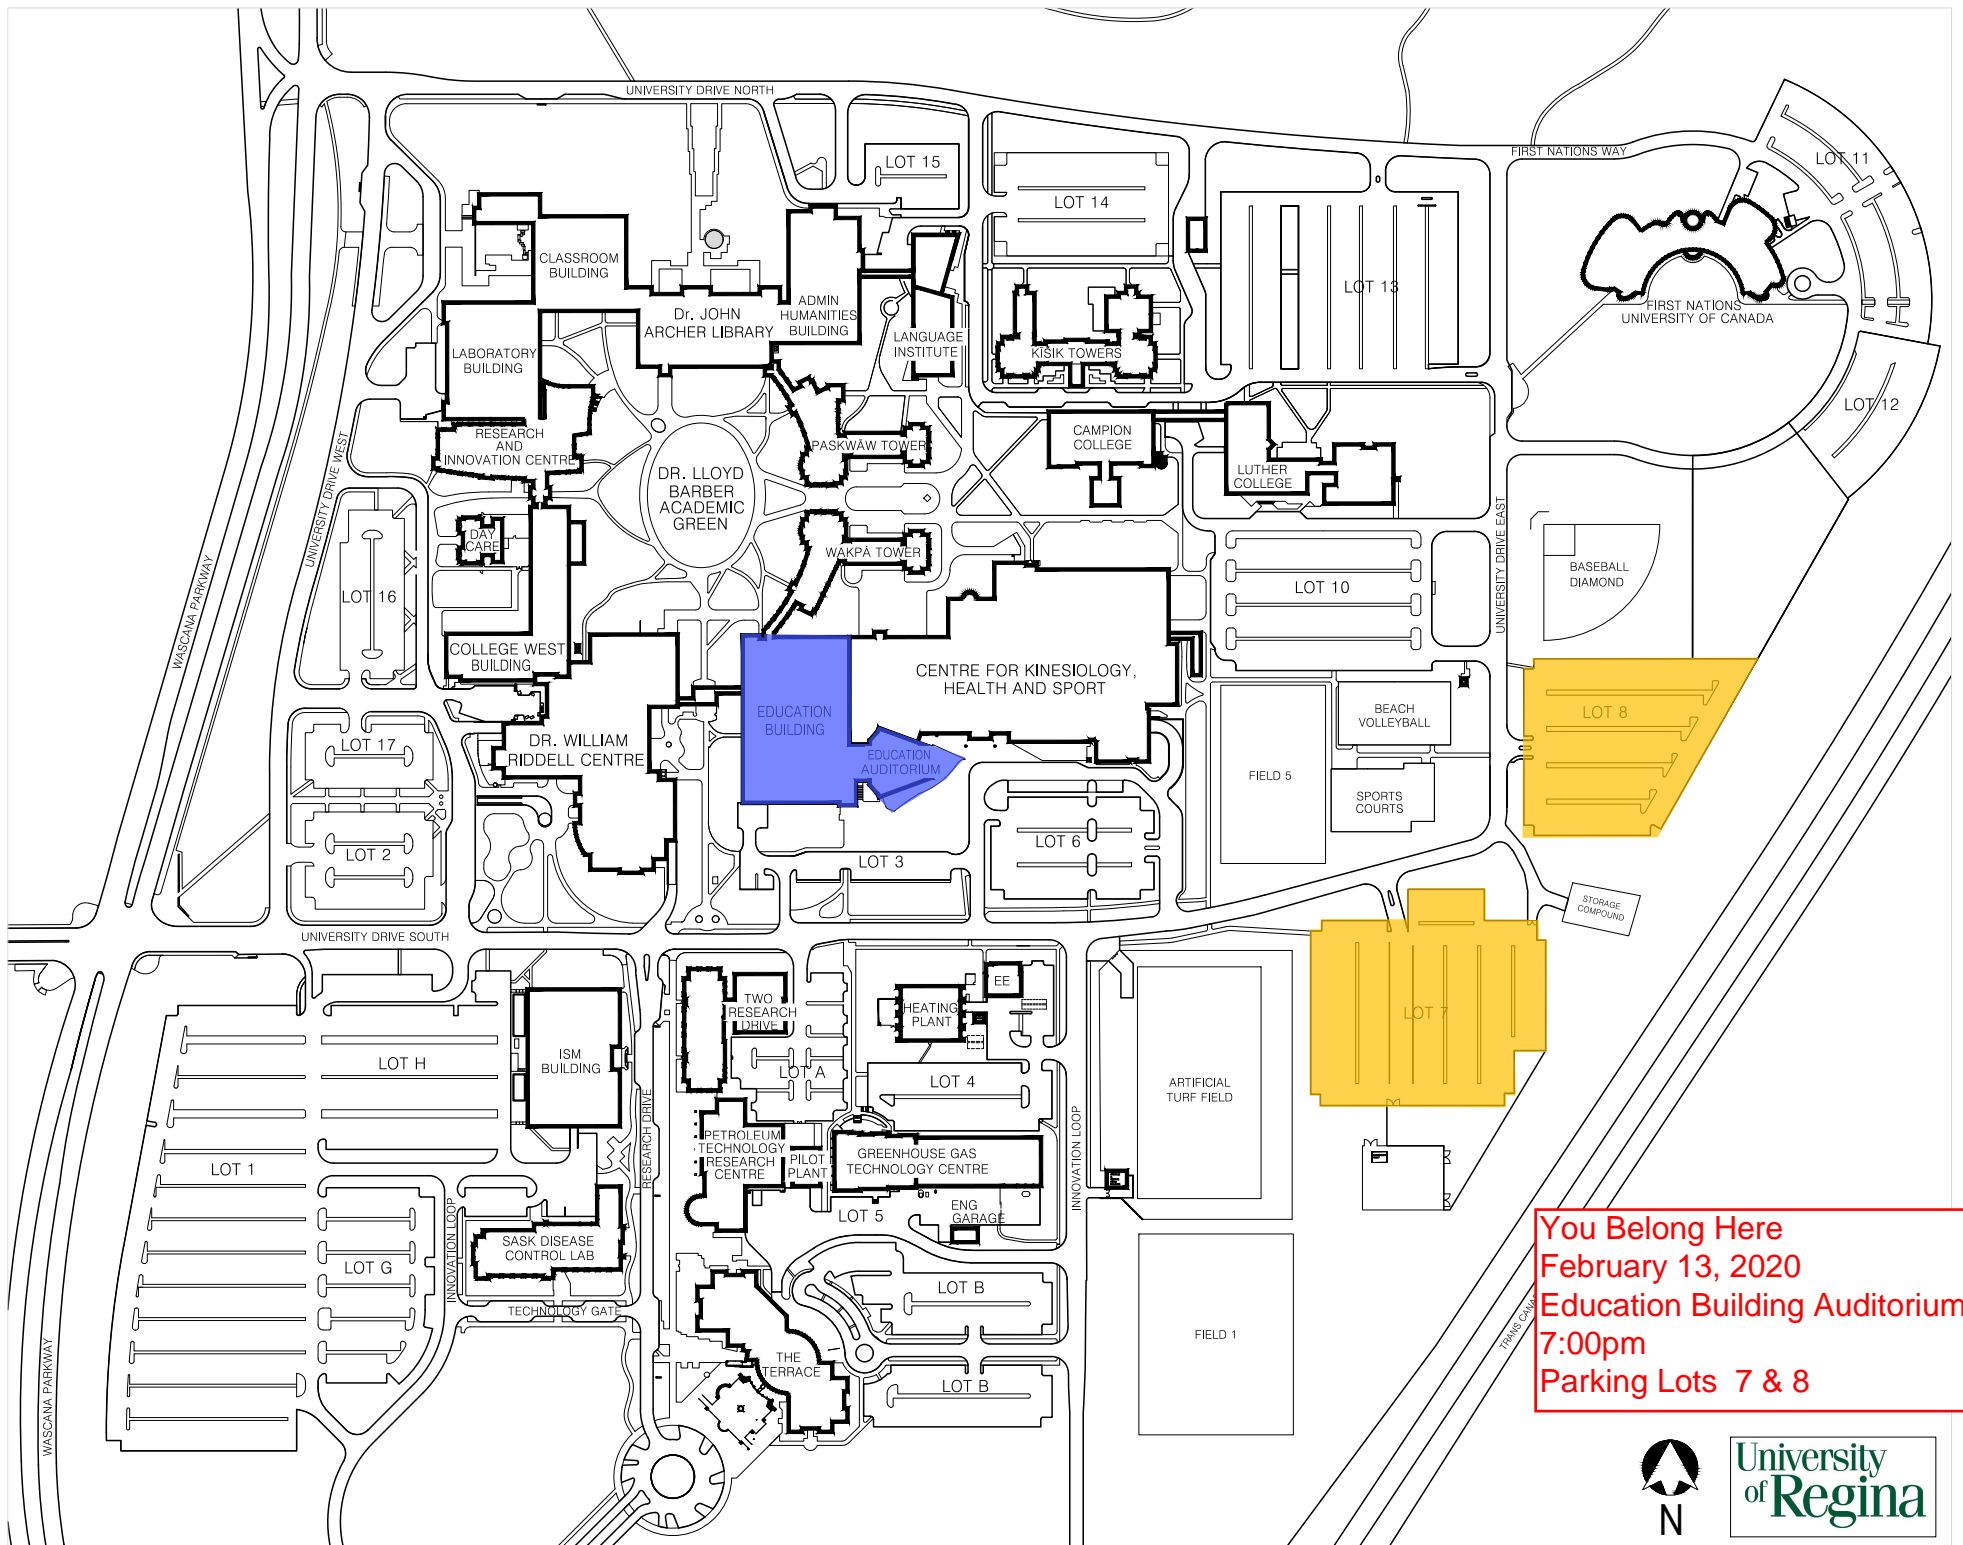 UNIVERSITY DRIVE NORTH
FIRST NATIONS WAY
LOT 11
LOT 15
LOT 14
CLASSROOM
BUILDING
LOT 13
ADMIN
HUMANITIES
BUILDING
Dr. JOHN
ARCHER LIBRARY
FIRST NATIONS
UNIVERSITY OF CANADA
LANGUAGE
INSTITUTE
KĪSIK TOWERS
LABORATORY
BUILDING
LOT 12
CAMPION
COLLEGE
RESEARCH
AND
INNOVATION CENTRE
PASKWĀW TOWER
LUTHER
COLLEGE
DR. LLOYD
BARBER
ACADEMIC
GREEN
UNIVERSITY DRIVE WEST
UNIVERSITY DRIVE EAST
DAY
CARE
WAKPĀ TOWER
BASEBALL
DIAMOND
LOT 10
LOT 16
WASCANA PARKWAY
COLLEGE WEST
BUILDING
CENTRE FOR KINESIOLOGY,
HEALTH AND SPORT
EDUCATION
BUILDING
BEACH
VOLLEYBALL
LOT 8
LOT 17
DR. WILLIAM
RIDDELL CENTRE
EDUCATION
AUDITORIUM
FIELD 5
SPORTS
COURTS
LOT 2
LOT 3
LOT 6
STORAGE
COMPOUND
UNIVERSITY DRIVE SOUTH
TWO
RESEARCH
DRIVE
HEATING
PLANT
EE
LOT 7
LOT H
ISM
BUILDING
LOT A
LOT 4
ARTIFICIAL
TURF FIELD
RESEARCH DRIVE
INNOVATION LOOP
PETROLEUM
TECHNOLOGY
RESEARCH
CENTRE
PILOT
PLANT
GREENHOUSE GAS
TECHNOLOGY CENTRE
LOT 1
LOT 5
ENG
GARAGE
INNOVATION LOOP
SASK DISEASE
CONTROL LAB
LOT G
LOT B
TECHNOLOGY GATE
FIELD 1
TRANS CANA
THE
TERRACE
LOT B
WASCANA PARKWAY
You Belong Here
February 13, 2020
Education Building Auditorium
7:00pm
Parking Lots 7 & 8
N
University
of Regina